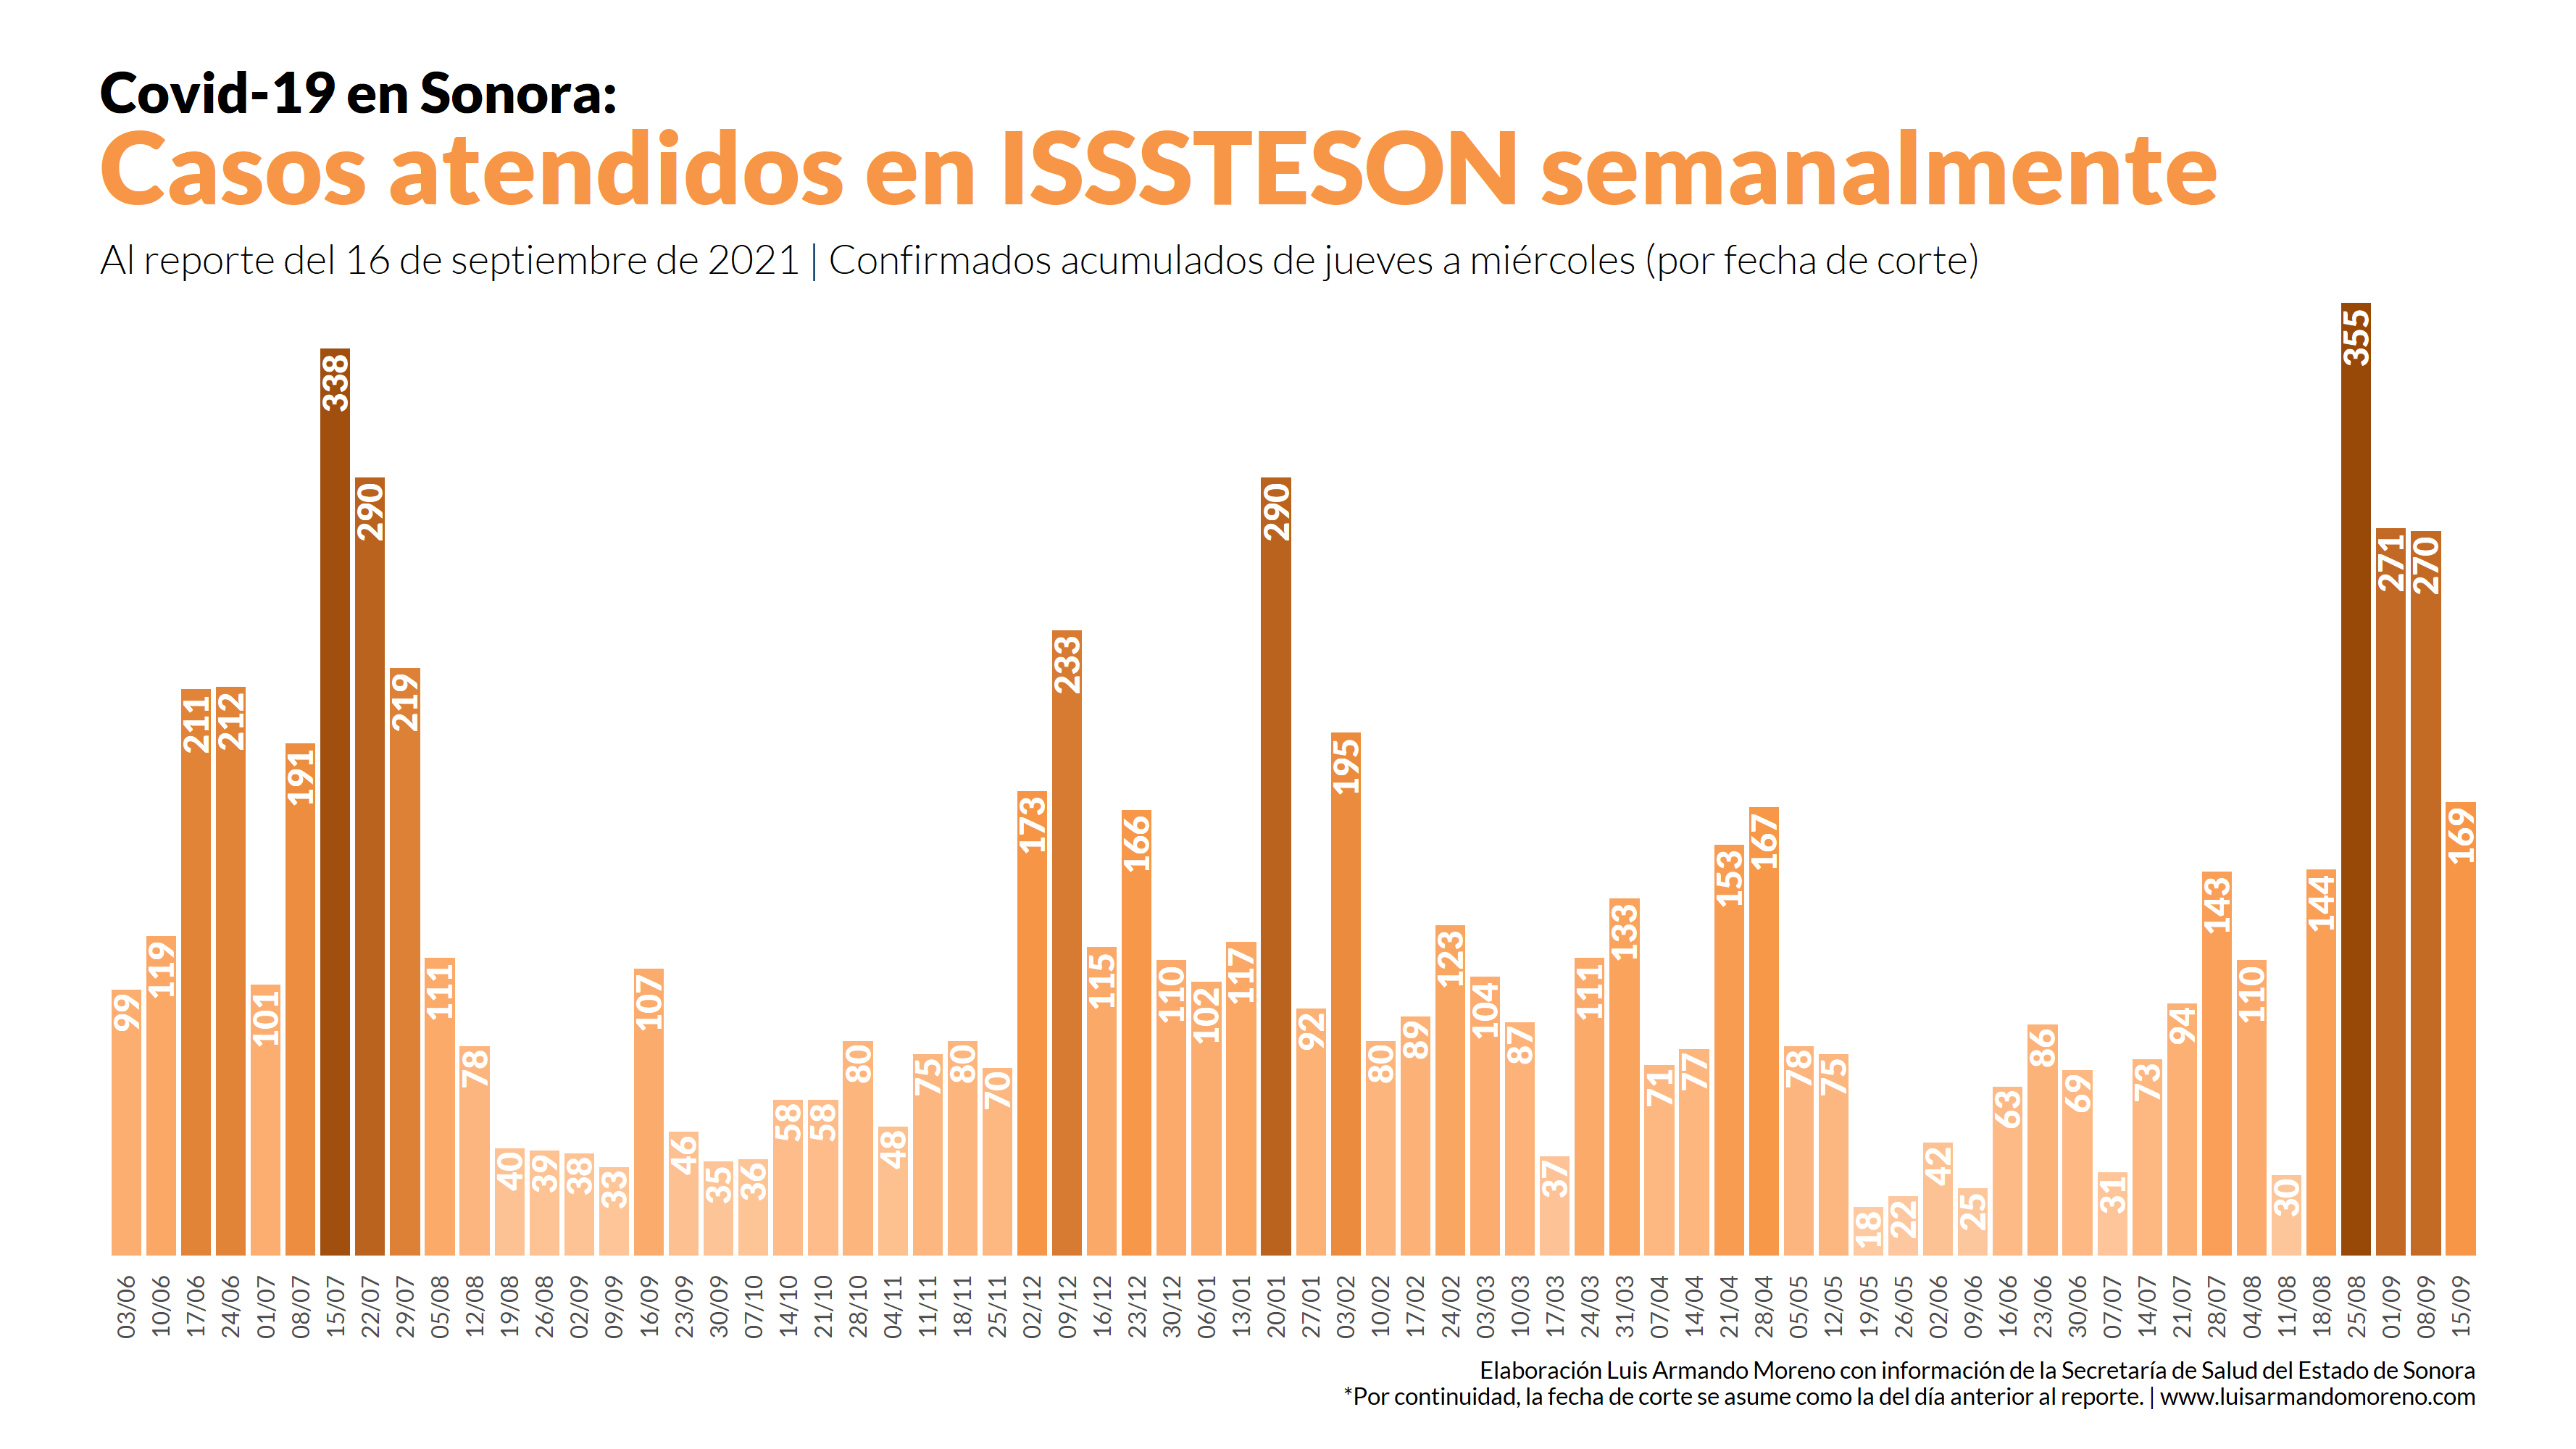 Covid-19 en Sonora:
Casos atendidos en ISSSTESON semanalmente
Al reporte del 16 de septiembre de 2021 | Confirmados acumulados de jueves a miércoles (por fecha de corte)
99 119 211 212 101 191 338 290 219 111 78 40 39 38 33 107 46 35 36 58 58 80 48 75 80 70 173 233 115 166 110 102 117 290 92 195 80 89 123 104 87 37 111 133 71 77 153 167 78 75 18 22 42 25 63 86 69 31 73 94 143 110 30 144 355 271 270 169
03/06 10/06 17/06 24/06 01/07 08/07 15/07 22/07 29/07 05/08 12/08 19/08 26/08 02/09 09/09 16/09 23/09 30/09 07/10 14/10 21/10 28/10 04/11 11/11 18/11 25/11 02/12 09/12 16/12 23/12 30/12 06/01 13/01 20/01 27/01 03/02 10/02 17/02 24/02 03/03 10/03 17/03 24/03 31/03 07/04 14/04 21/04 28/04 05/05 12/05 19/05 26/05 02/06 09/06 16/06 23/06 30/06 07/07 14/07 21/07 28/07 04/08 11/08 18/08 25/08 01/09 08/09 15/09
Elaboración Luis Armando Moreno con información de la Secretaría de Salud del Estado de Sonora
*Por continuidad, la fecha de corte se asume como la del día anterior al reporte. | www.luisarmandomoreno.com